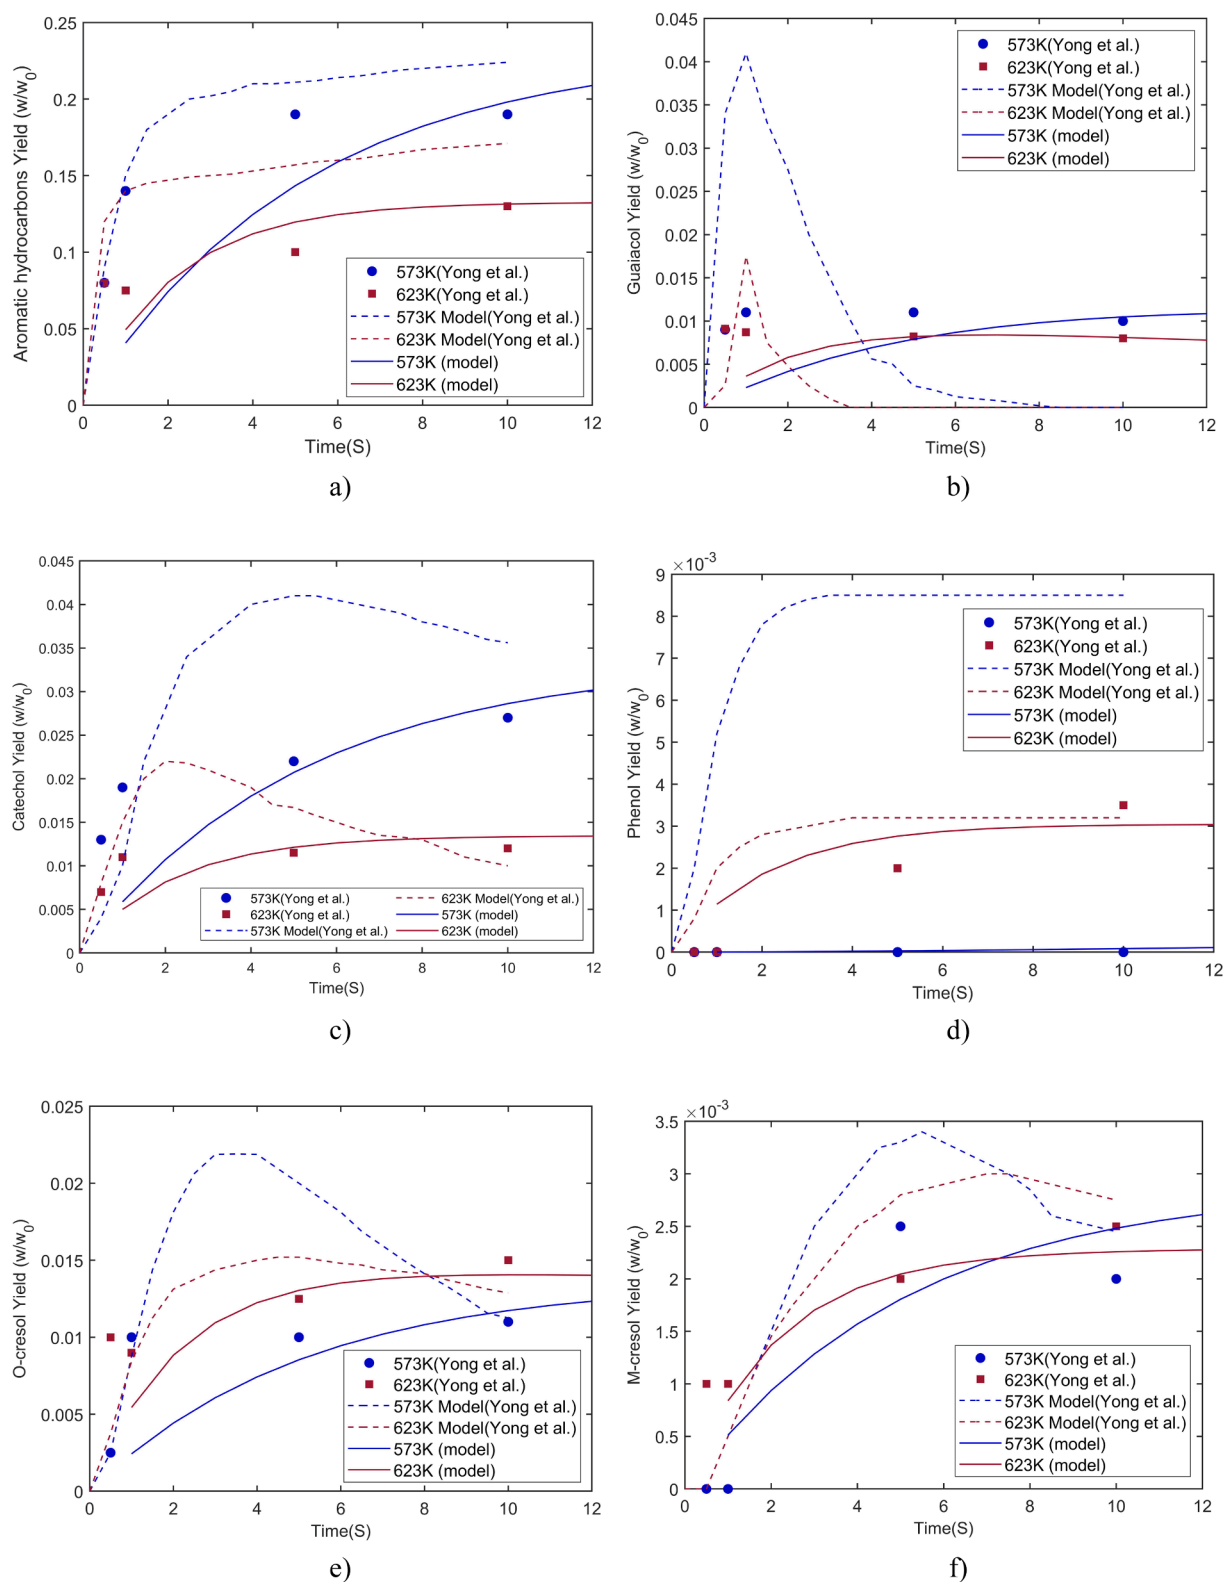 0.25
0.2
0.15
0.1
0.05
0
Aromatic hydrocarbons Yield (w/w0)
573K(Yong et al.)
623K(Yong et al.)
573K Model(Yong et al.)
623K Model(Yong et al.)
573K (model)
623K (model)
0 2 4 6 8 10 12
Time(S)
a)
0.045
0.04
0.035
0.03
0.025
0.02
0.015
0.01
0.005
0
Guaiacol Yield (w/w0)
573K(Yong et al.)
623K(Yong et al.)
573K Model(Yong et al.)
623K Model(Yong et al.)
573K (model)
623K (model)
0 2 4 6 8 10 12
Time(S)
b)
0.045
0.04
0.035
0.03
0.025
0.02
0.015
0.01
0.005
0
Catechol Yield (w/w0)
573K(Yong et al.) 623K Model(Yong et al.)
623K(Yong et al.) 573K (model)
573K Model(Yong et al.) 623K (model)
0 2 4 6 8 10 12
Time(S)
c)
×10-3
9
8
7
6
5
4
3
2
1
0
Phenol Yield (w/w0)
573K(Yong et al.)
623K(Yong et al.)
573K Model(Yong et al.)
623K Model(Yong et al.)
573K (model)
623K (model)
0 2 4 6 8 10 12
Time(S)
d)
0.025
0.02
0.015
0.01
0.005
0
O-cresol Yield (w/w0)
573K(Yong et al.)
623K(Yong et al.)
573K Model(Yong et al.)
623K Model(Yong et al.)
573K (model)
623K (model)
0 2 4 6 8 10 12
Time(S)
e)
×10-3
3.5
3
2.5
2
1.5
1
0.5
0
M-cresol Yield (w/w0)
573K(Yong et al.)
623K(Yong et al.)
573K Model(Yong et al.)
623K Model(Yong et al.)
573K (model)
623K (model)
0 2 4 6 8 10 12
Time(S)
f)